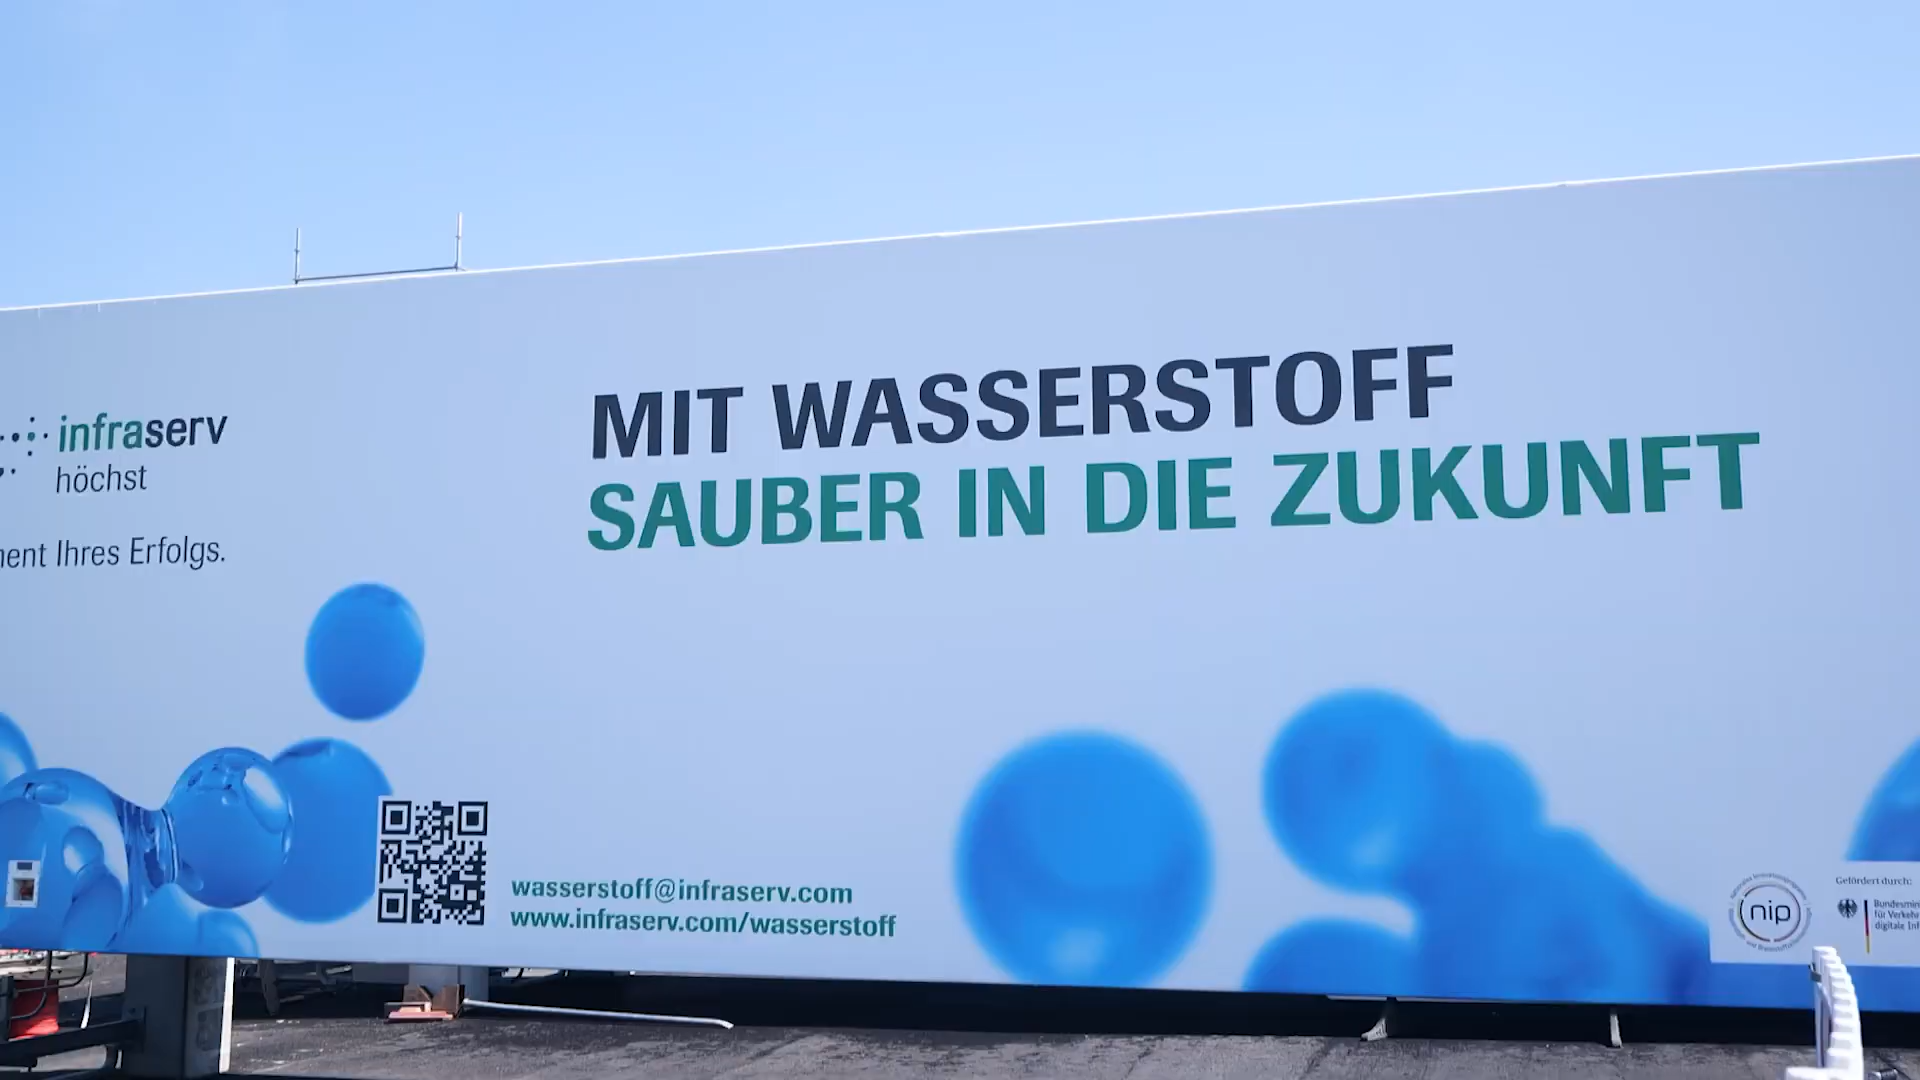 infraserv
höchst
Ihres Erfolgs.
MIT WASSERSTOFF
SAUBER IN DIE ZUKUNFT
wasserstoff@infraserv.com
www.infraserv.com/wasserstoff
nip
Gefördert durch:
für